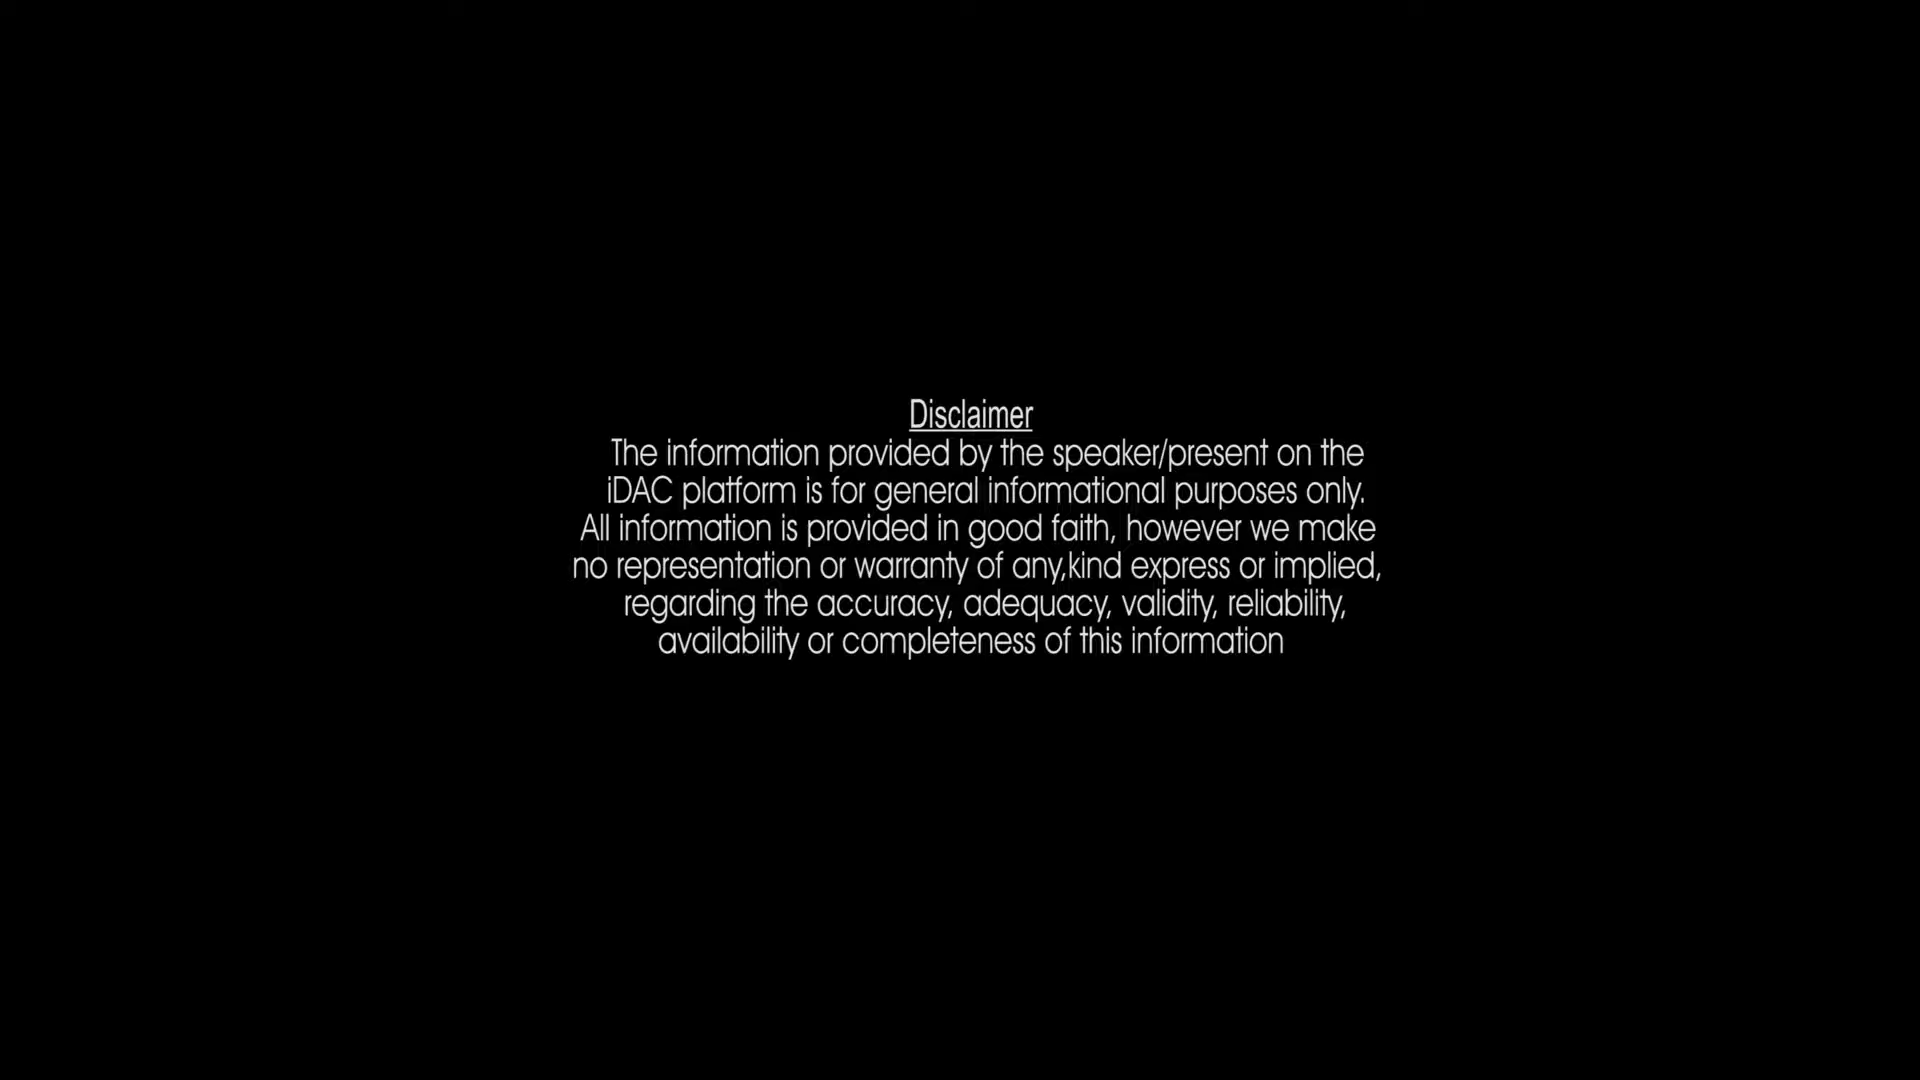 Disclaimer
The information provided by the speaker/present on the
iDAC platform is for general informational purposes only.
All information is provided in good faith, however we make
no representation or warranty of any,kind express or implied,
regarding the accuracy, adequacy, validity, reliability,
availability or completeness of this information